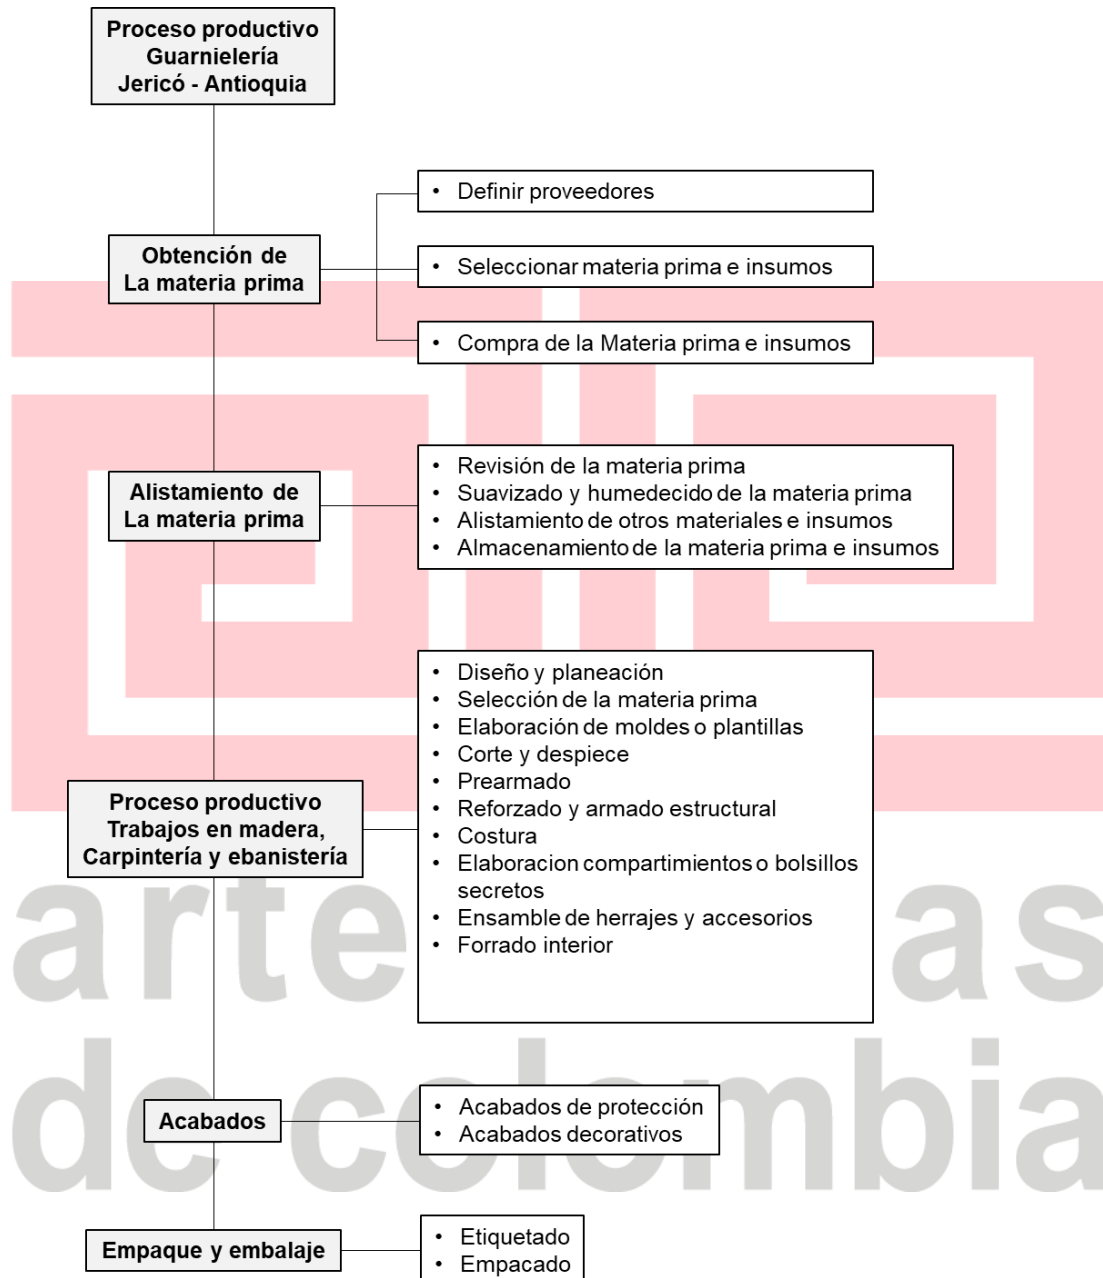 Proceso productivo
Guarnielería
Jericó - Antioquia
Obtención de
La materia prima
• Definir proveedores
• Seleccionar materia prima e insumos
• Compra de la Materia prima e insumos
Alistamiento de
La materia prima
• Revisión de la materia prima
• Suavizado y humedecido de la materia prima
• Alistamiento de otros materiales e insumos
• Almacenamiento de la materia prima e insumos
Proceso productivo
Trabajos en madera,
Carpintería y ebanistería
• Diseño y planeación
• Selección de la materia prima
• Elaboración de moldes o plantillas
• Corte y despiece
• Prearmado
• Reforzado y armado estructural
• Costura
• Elaboracion compartimientos o bolsillos
secretos
• Ensamble de herrajes y accesorios
• Forrado interior
Acabados
• Acabados de protección
• Acabados decorativos
Empaque y embalaje
• Etiquetado
• Empacado
de colombia